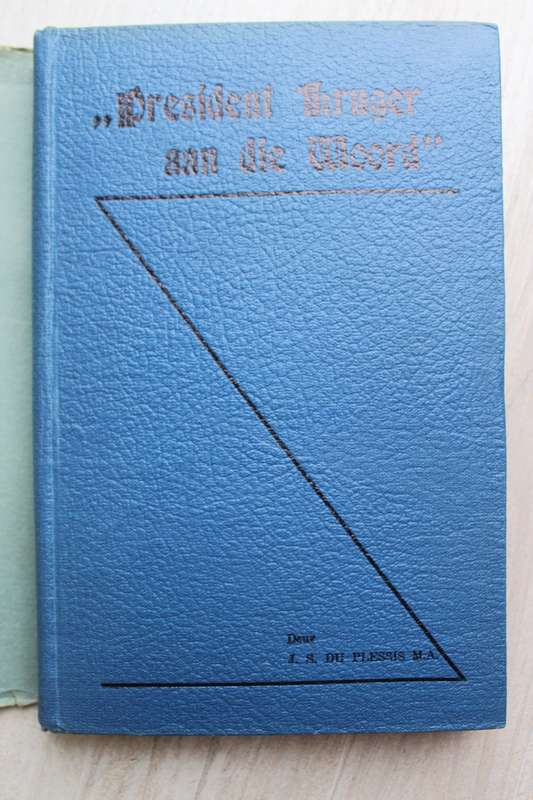 „President Kruger
aan die Woord"
Deur
J. S. DU PLESSIS M.A.